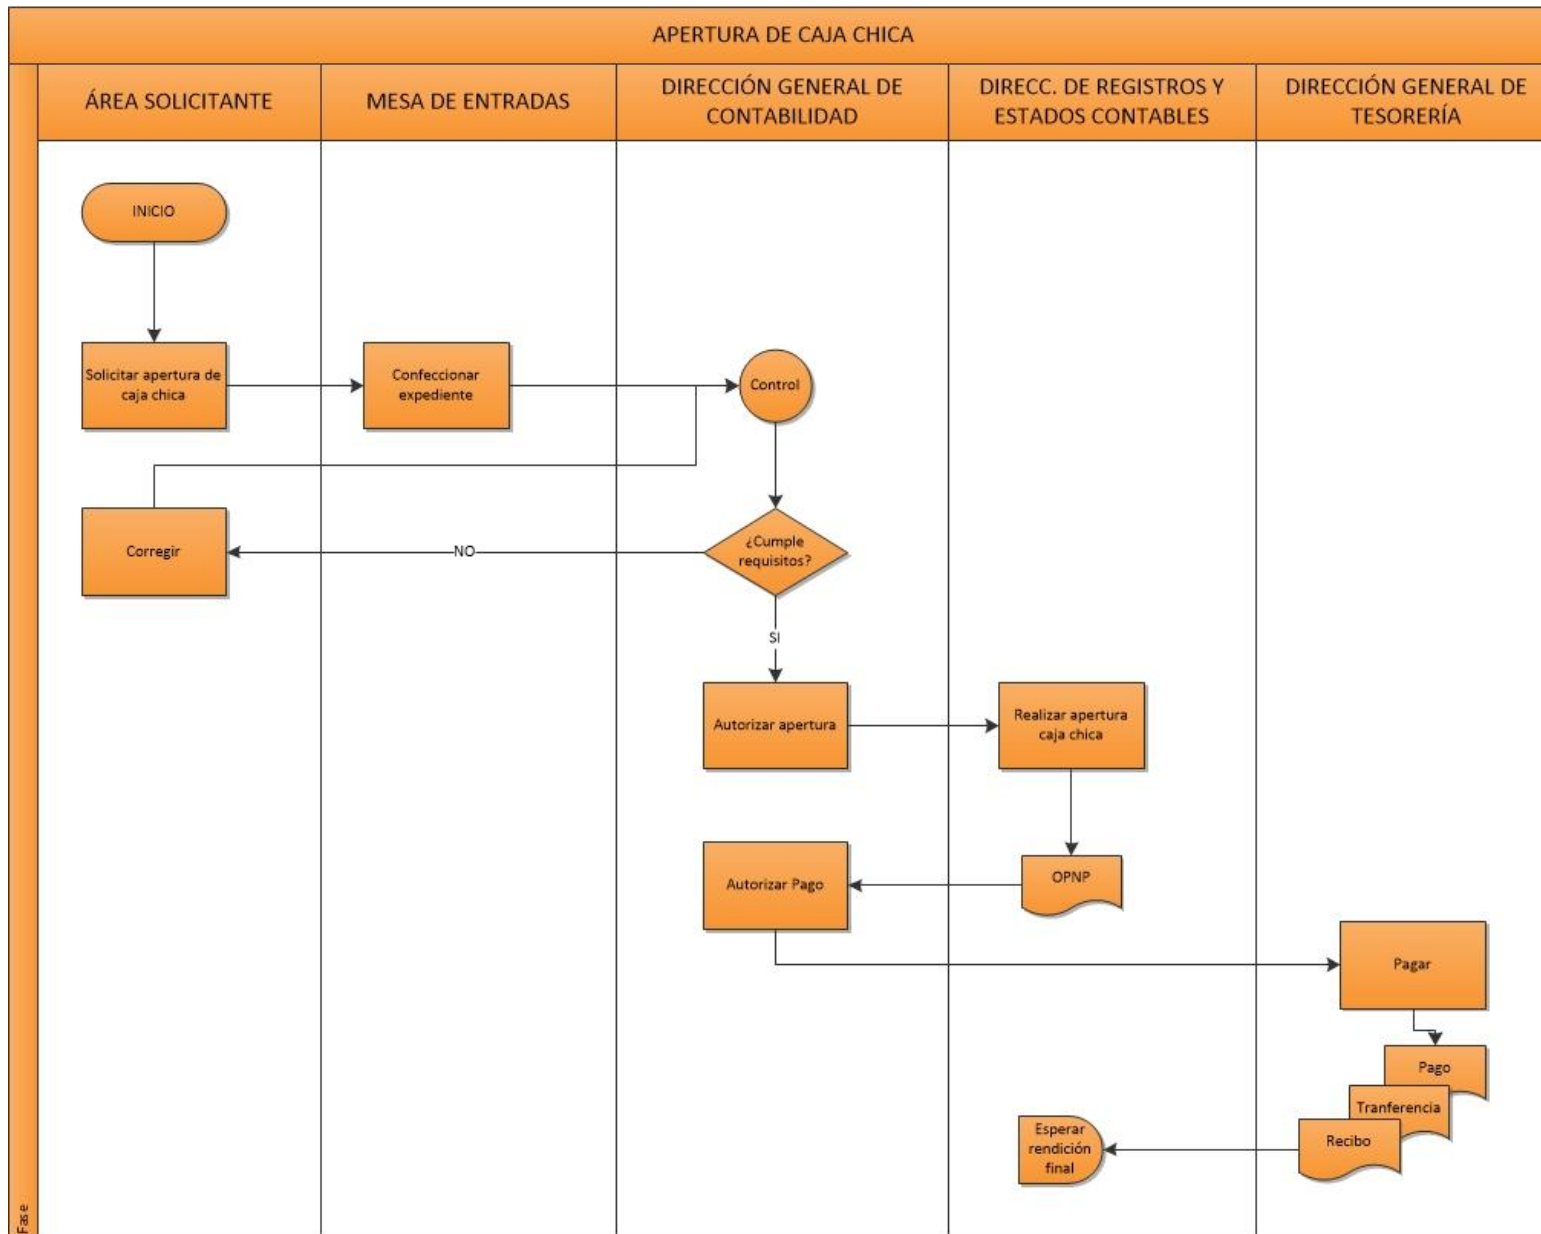 APERTURA DE CAJA CHICA
ÁREA SOLICITANTE
MESA DE ENTRADAS
DIRECCIÓN GENERAL DE
CONTABILIDAD
DIRECC. DE REGISTROS Y
ESTADOS CONTABLES
DIRECCIÓN GENERAL DE
TESORERÍA
INICIO
Solicitar apertura de
caja chica
Confeccionar
expediente
Control
Corregir
NO
¿Cumple
requisitos?
SI
Autorizar apertura
Realizar apertura
caja chica
Autorizar Pago
OPNP
Pagar
Pago
Tranferencia
Recibo
Esperar
rendición
final
Fase